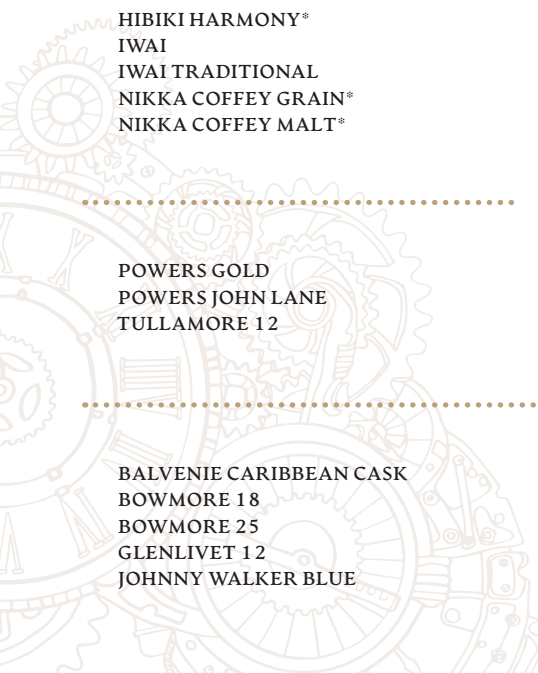 HIBIKI HARMONY*
IWAI
IWAI TRADITIONAL
NIKKA COFFEY GRAIN*
NIKKA COFFEY MALT*
POWERS GOLD
POWERS JOHN LANE
TULLAMORE 12
BALVENIE CARIBBEAN CASK
BOWMORE 18
BOWMORE 25
GLENLIVET 12
JOHNNY WALKER BLUE